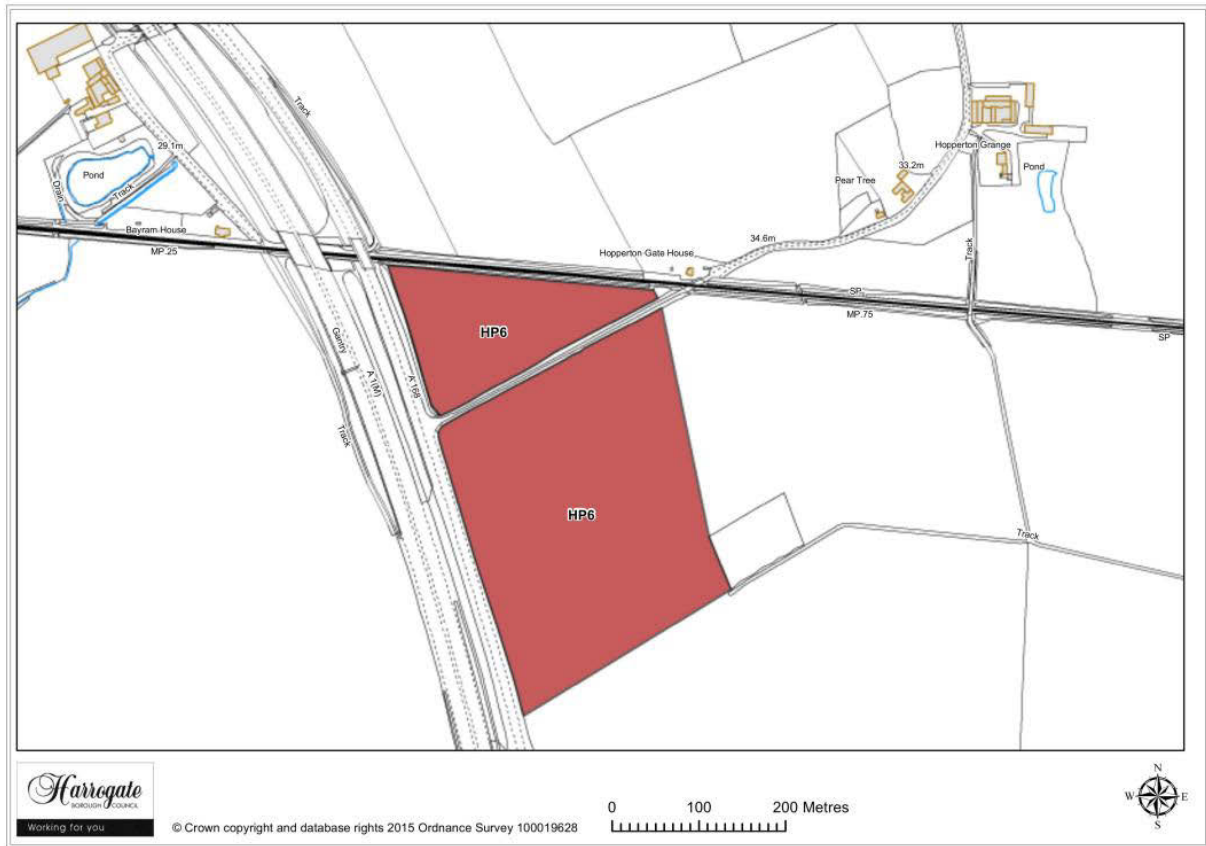 Track
29.1m
Pond
Drain
Track
Bayram House
MP.25
Hopperton Grange
33.2m
Pond
Pear Tree
34.6m
Hopperton Gate House
Track
SP
MP.75
SP
HP6
Gantry
A 1(M)
A 168
Track
HP6
Track
Harrogate
BOROUGH COUNCIL
Working for you
© Crown copyright and database rights 2015 Ordnance Survey 100019628
0 100 200 Metres
N
W E
S